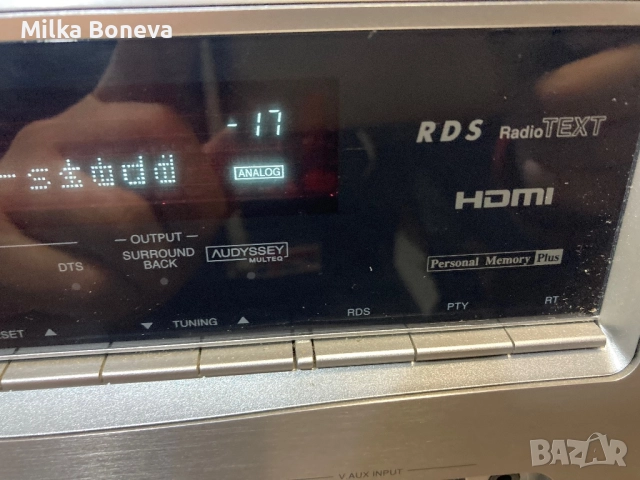 Milka Boneva
-17
ANALOG
RDS RadioTEXT
HDMI
Personal Memory Plus
OUTPUT
DTS
SURROUND BACK
AUDYSSEY
MULTEQ
TUNING
RDS
PTY
RT
V.AUX INPUT
BAZAR